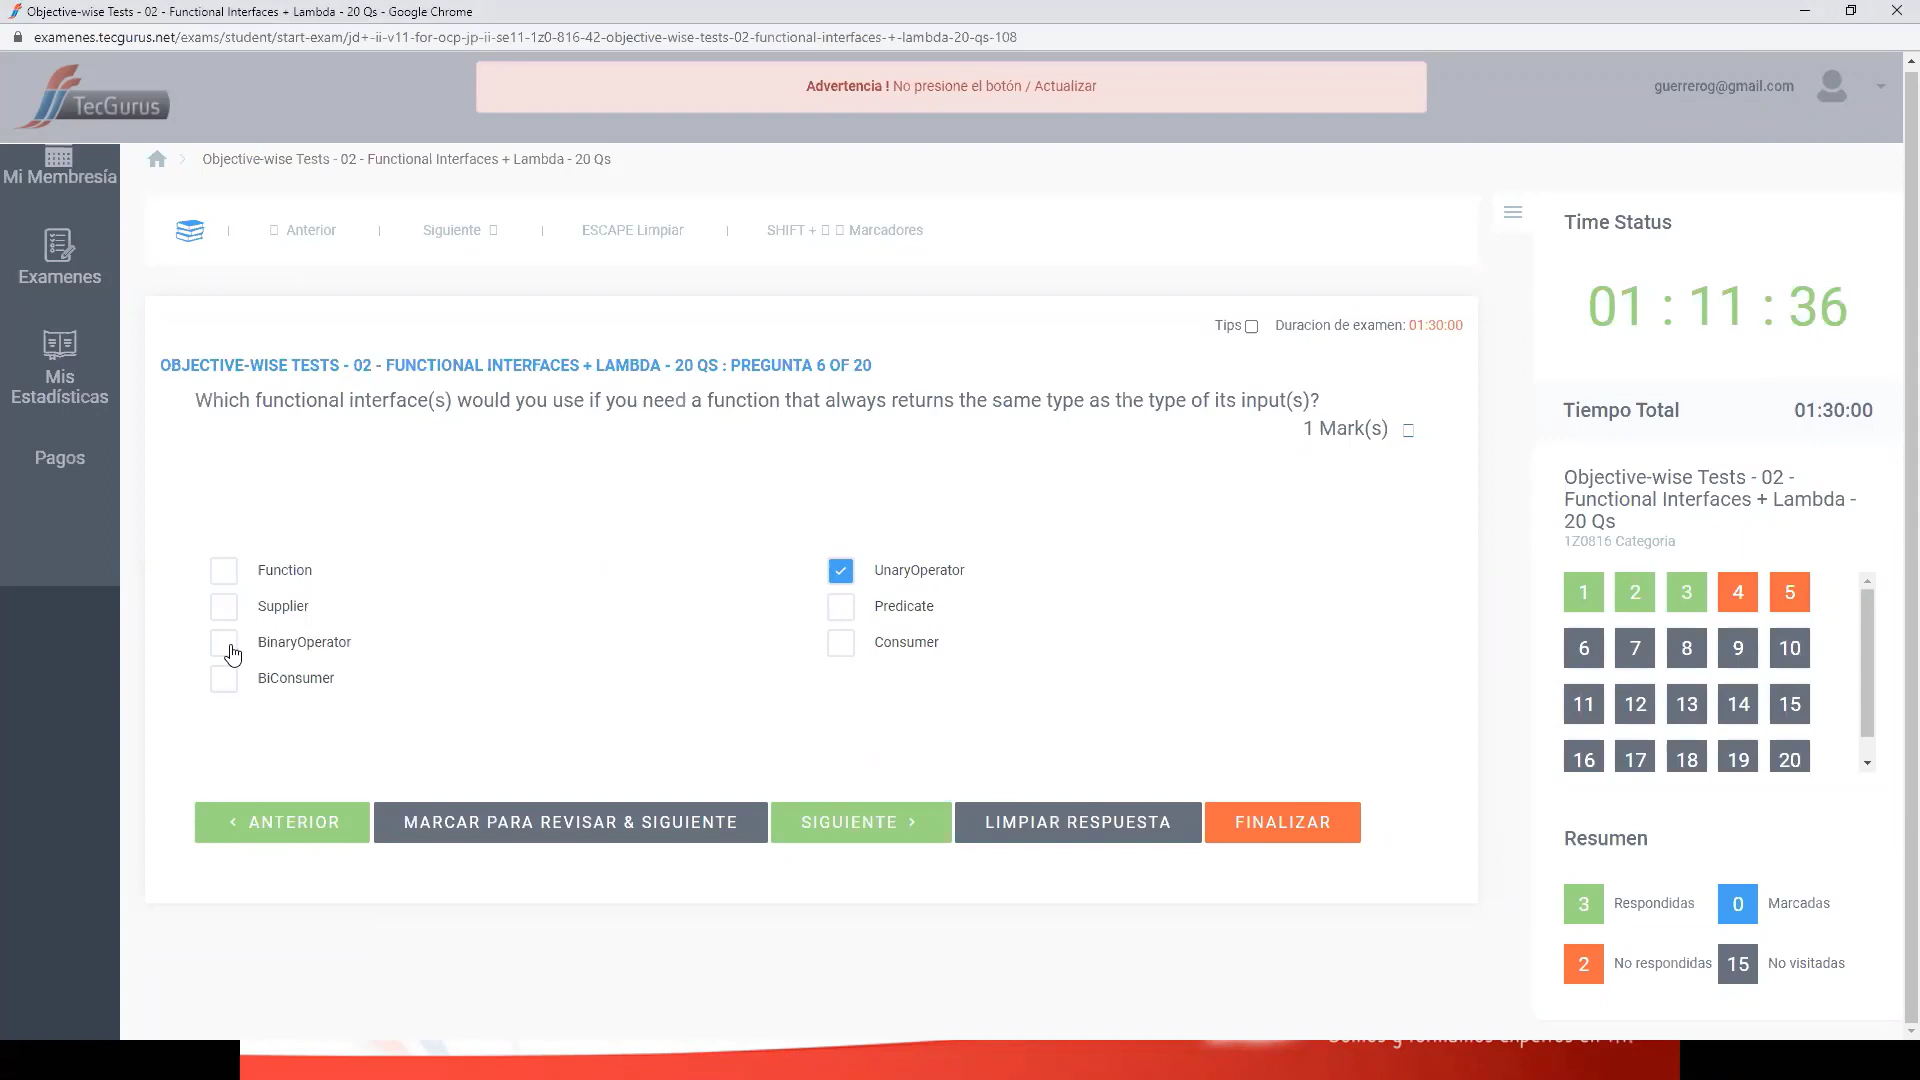 Objective-wise Tests - 02 - Functional Interfaces + Lambda - 20 Qs - Google Chrome
examenes.tecgurus.net/exams/student/start-exam/jd+-ii-v11-for-ocp-jp-ii-se11-1z0-816-42-objective-wise-tests-02-functional-interfaces-+-lambda-20-qs-108
TecGurus
Advertencia ! No presione el botón / Actualizar
guerrerog@gmail.com
Mi Membresía
Examenes
Mis
Estadísticas
Pagos
Objective-wise Tests - 02 - Functional Interfaces + Lambda - 20 Qs
Anterior | Siguiente | ESCAPE Limpiar | SHIFT + Marcadores
Tips Duracion de examen: 01:30:00
OBJECTIVE-WISE TESTS - 02 - FUNCTIONAL INTERFACES + LAMBDA - 20 QS : PREGUNTA 6 OF 20
Which functional interface(s) would you use if you need a function that always returns the same type as the type of its input(s)?
1 Mark(s)
Function
UnaryOperator
Supplier
Predicate
BinaryOperator
Consumer
BiConsumer
< ANTERIOR
MARCAR PARA REVISAR & SIGUIENTE
SIGUIENTE >
LIMPIAR RESPUESTA
FINALIZAR
Time Status
01 : 11 : 36
Tiempo Total 01:30:00
Objective-wise Tests - 02 -
Functional Interfaces + Lambda -
20 Qs
1Z0816 Categoria
1 2 3 4 5
6 7 8 9 10
11 12 13 14 15
16 17 18 19 20
Resumen
3 Respondidas 0 Marcadas
2 No respondidas 15 No visitadas